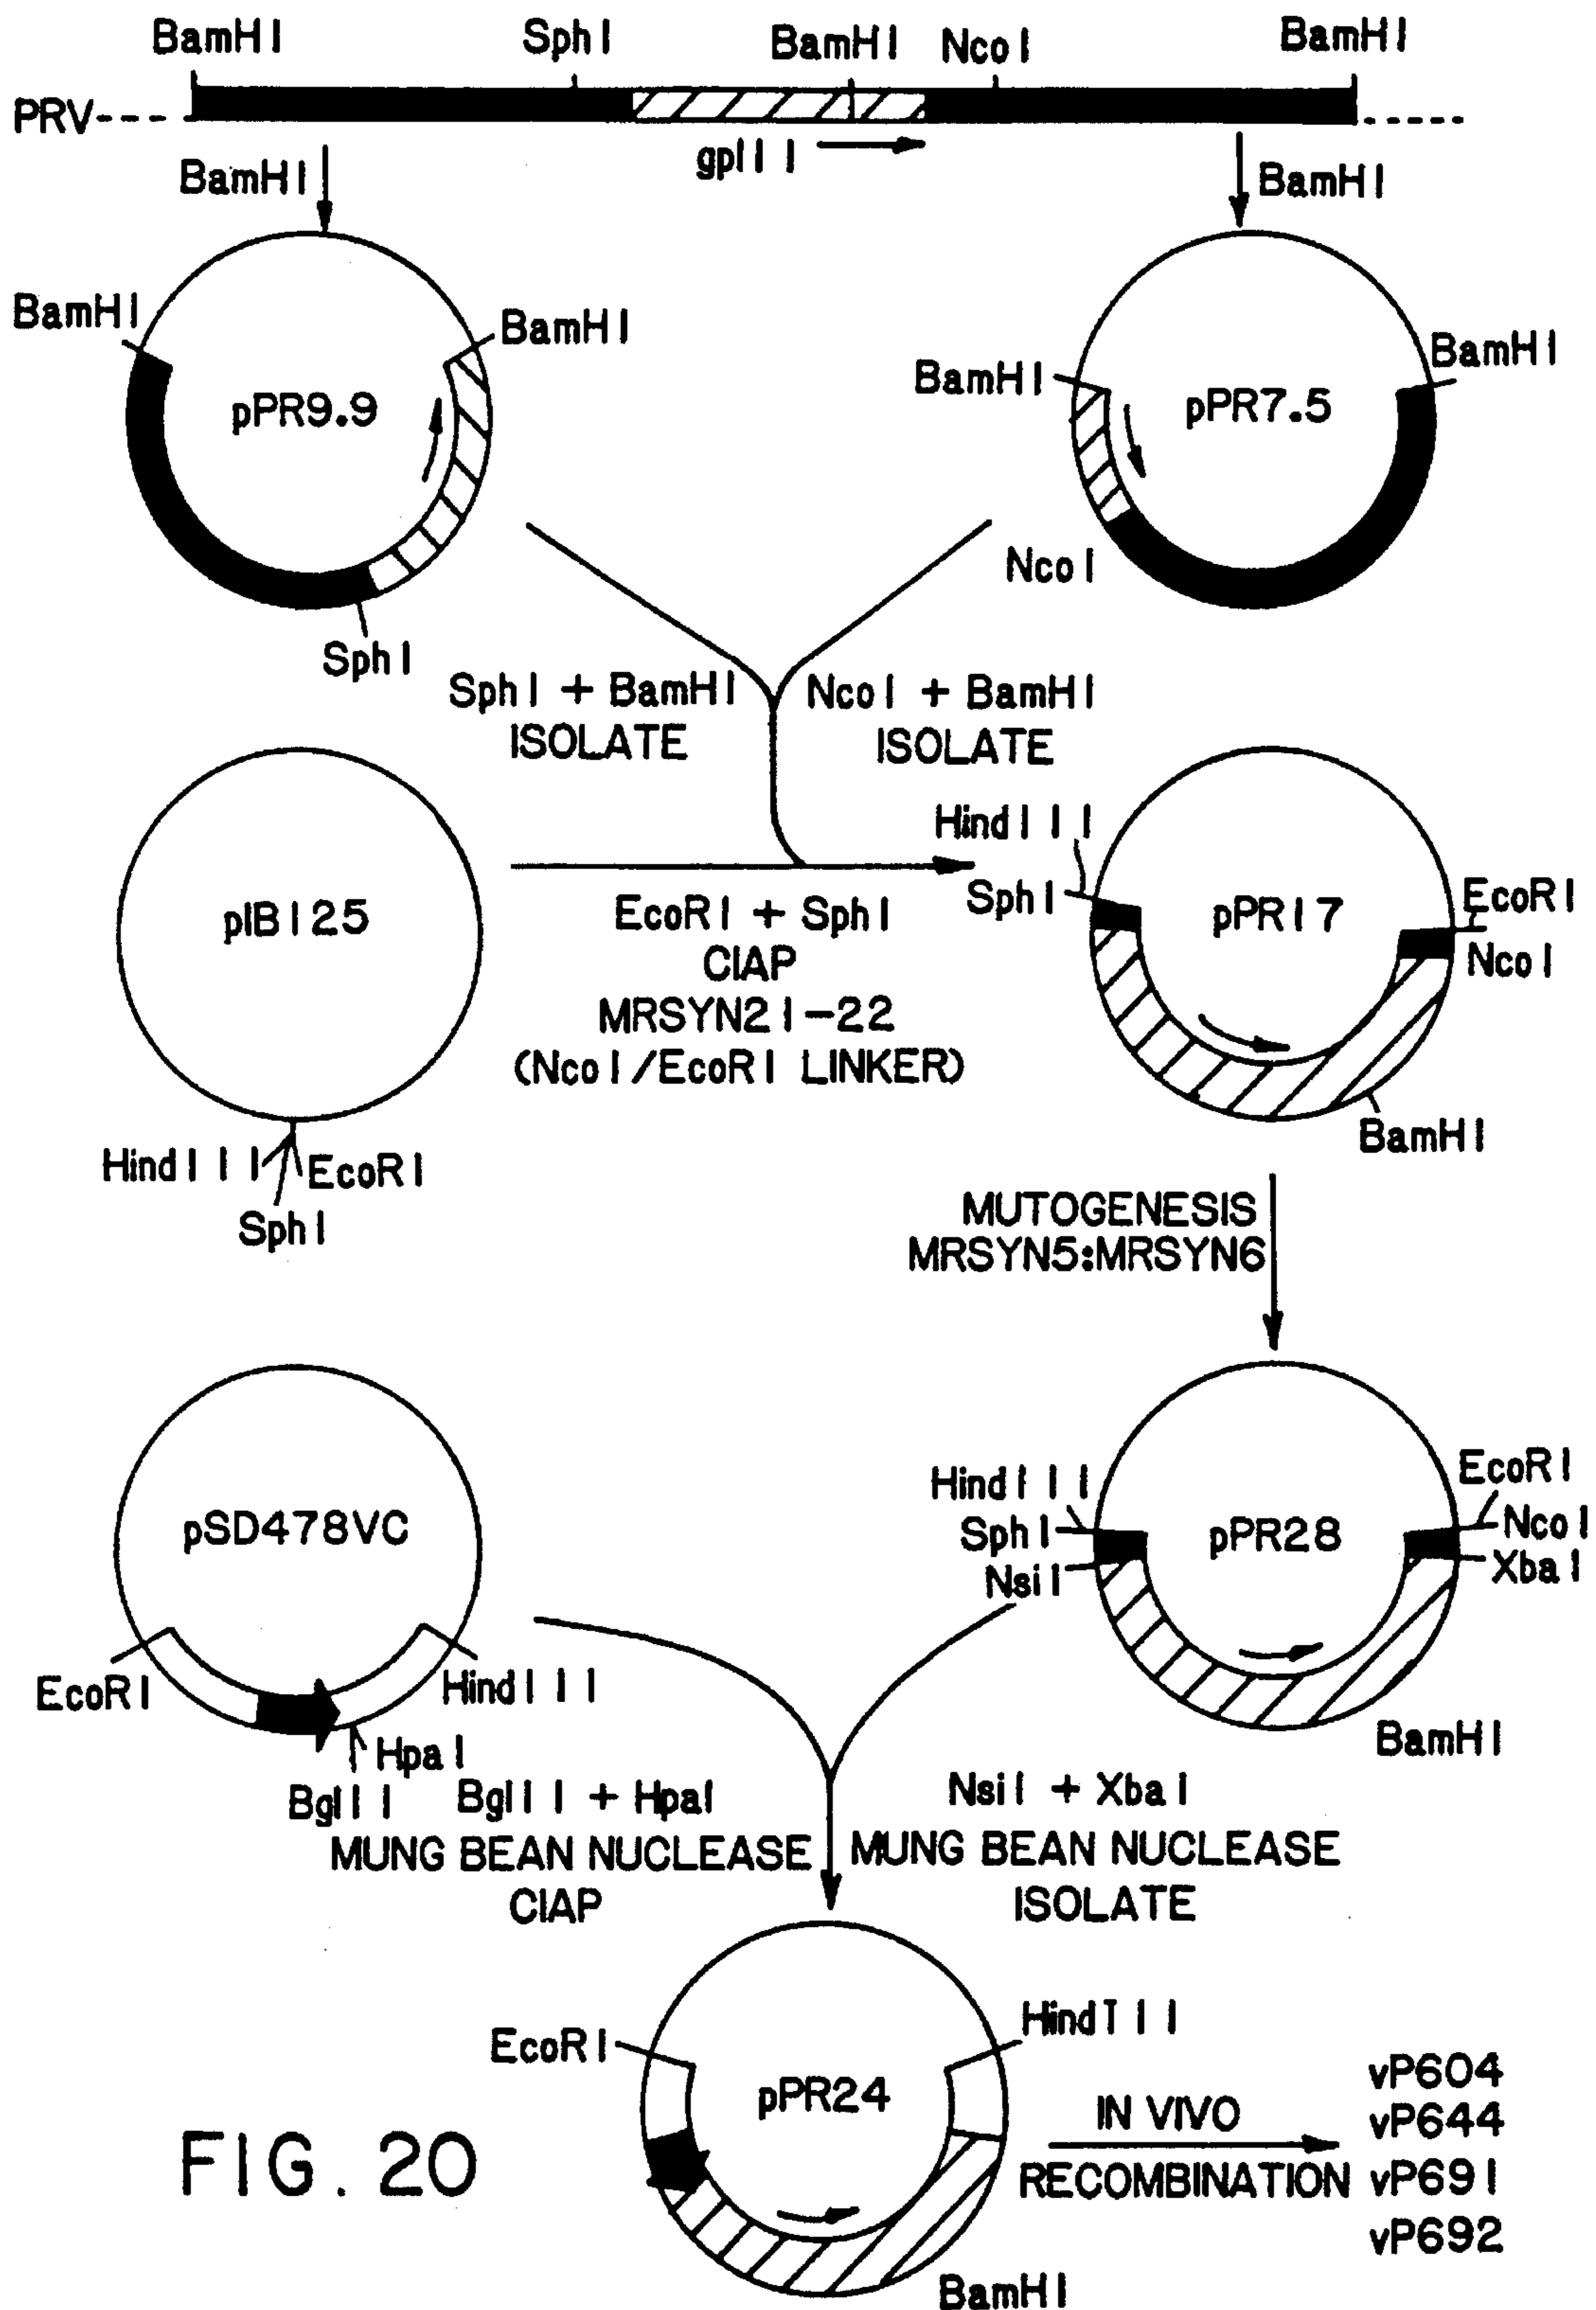 BamHI SphI BamHI NcoI BamHI
PRV
gpIII
BamHI BamHI
BamHI BamHI
pPR9.9
SphI
BamHI BamHI
pPR7.5
NcoI
SphI + BamHI
ISOLATE
NcoI + BamHI
ISOLATE
pIBI25
HindIII EcoRI
SphI
EcoRI + SphI
CIAP
MRSYN21-22
(NcoI/EcoRI LINKER)
HindIII
SphI
pPR17
EcoRI
NcoI
BamHI
MUTOGENESIS
MRSYN5:MRSYN6
pSD478VC
EcoRI HindIII
HpaI
BglII
HindIII
SphI
NsiI
pPR28
EcoRI
NcoI
XbaI
BamHI
BglII + HpaI
MUNG BEAN NUCLEASE
CIAP
NsiI + XbaI
MUNG BEAN NUCLEASE
ISOLATE
EcoRI HindIII
pPR24
BamHI
IN VIVO
RECOMBINATION
vP604
vP644
vP691
vP692
FIG. 20